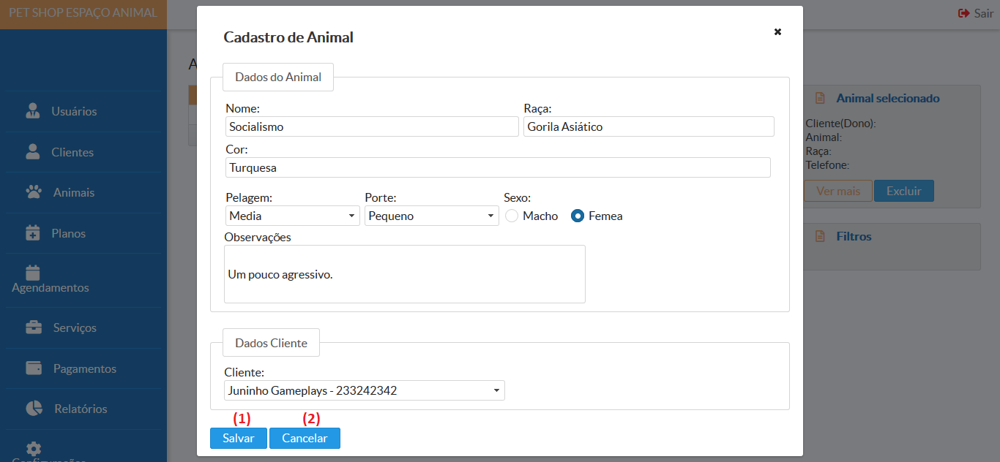 PET SHOP ESPAÇO ANIMAL
Sair
Usuários
Clientes
Animais
Planos
Agendamentos
Serviços
Pagamentos
Relatórios
Configurações
A
Cadastro de Animal
✖
Dados do Animal
Nome: Raça:
Socialismo Gorila Asiático
Cor:
Turquesa
Pelagem: Porte: Sexo:
Media Pequeno Macho Femea
Observações
Um pouco agressivo.
Dados Cliente
Cliente:
Juninho Gameplays - 233242342
(1) (2)
Salvar Cancelar
Animal selecionado
Cliente(Dono):
Animal:
Raça:
Telefone:
Ver mais Excluir
Filtros